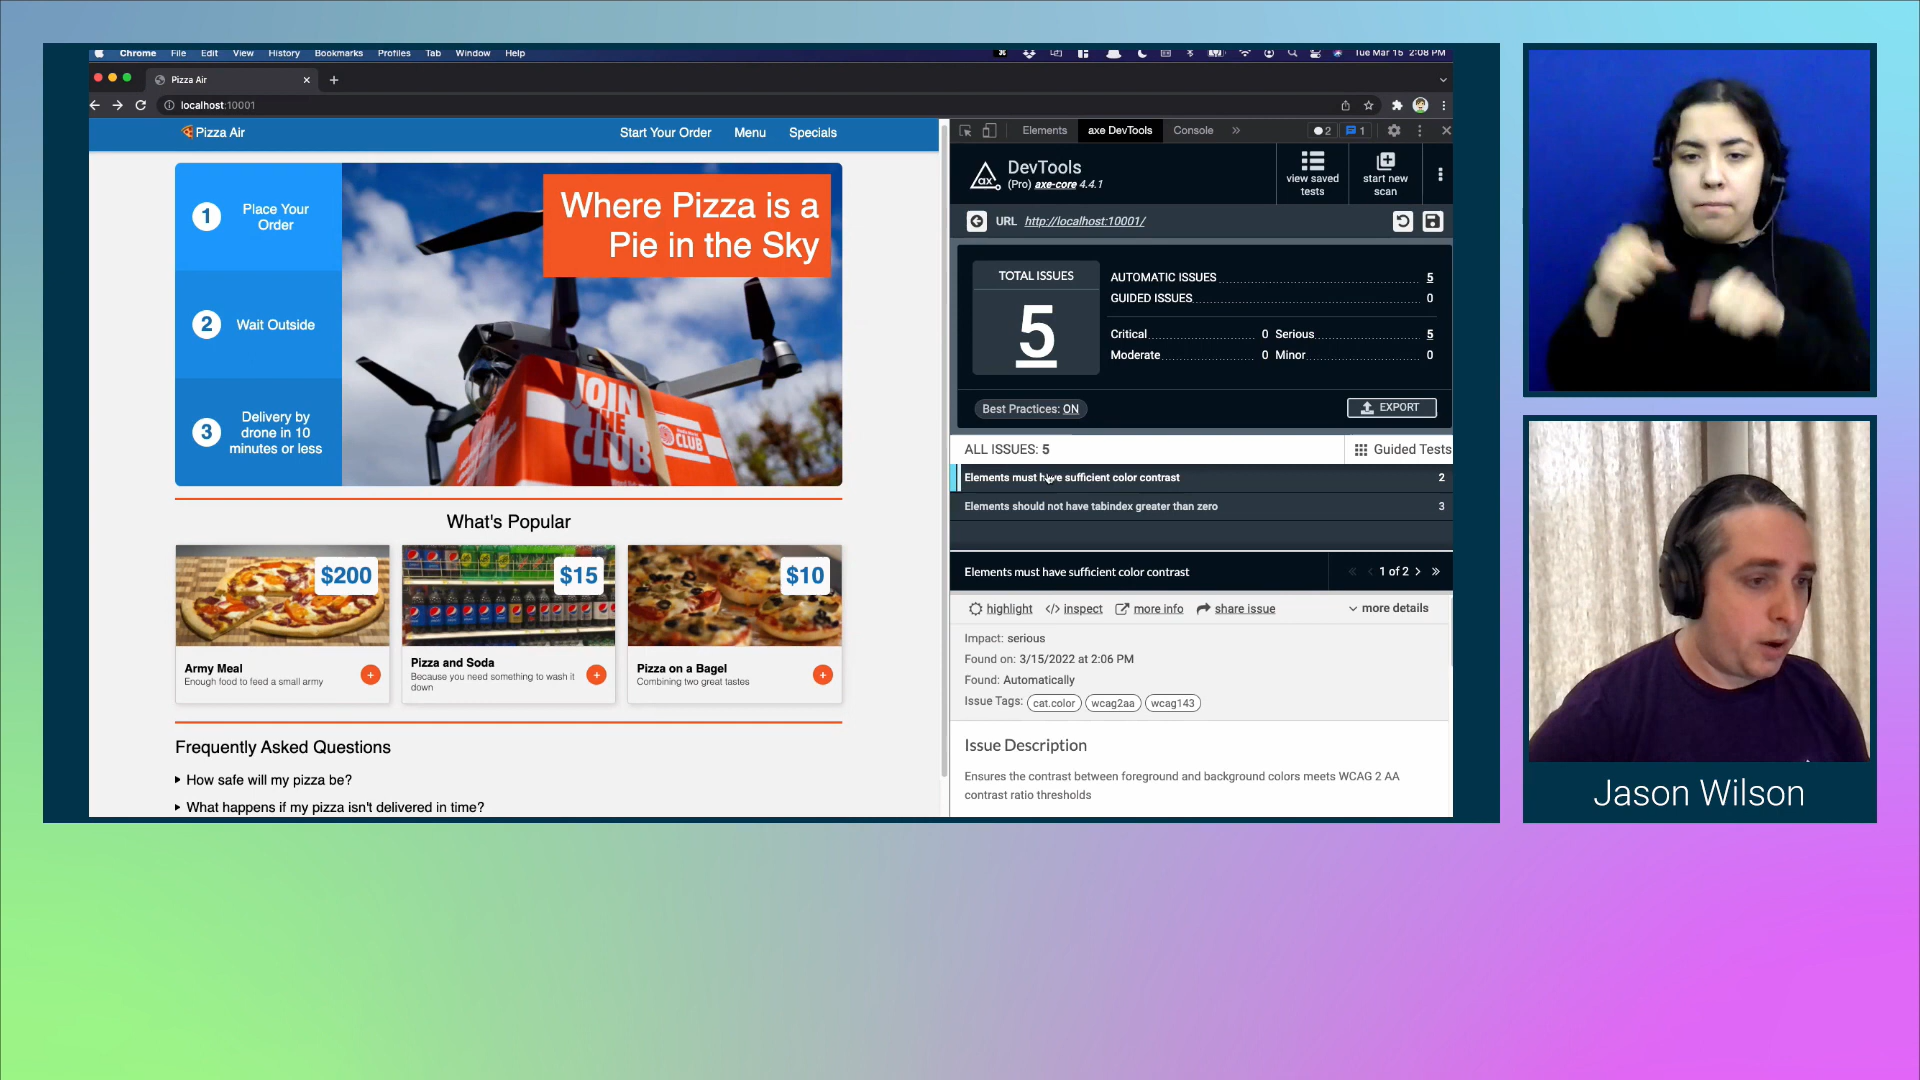 Chrome File Edit View History Bookmarks Profiles Tab Window Help
Tue Mar 15 2:08 PM
Pizza Air
localhost:10001
Pizza Air
Start Your Order Menu Specials
1 Place Your Order
2 Wait Outside
3 Delivery by drone in 10 minutes or less
Where Pizza is a
Pie in the Sky
JOIN
THE
CLUB
CLUB
What's Popular
$200
$15
$10
Army Meal
Enough food to feed a small army
+
Pizza and Soda
Because you need something to wash it
down
+
Pizza on a Bagel
Combining two great tastes
+
Frequently Asked Questions
How safe will my pizza be?
What happens if my pizza isn't delivered in time?
Elements axe DevTools Console
2 1
ax
DevTools
(Pro) axe-core 4.4.1
view saved
tests
start new
scan
URL http://localhost:10001/
TOTAL ISSUES
5
AUTOMATIC ISSUES 5
GUIDED ISSUES 0
Critical 0 Serious 5
Moderate 0 Minor 0
Best Practices: ON
EXPORT
ALL ISSUES: 5
Guided Tests
Elements must have sufficient color contrast 2
Elements should not have tabindex greater than zero 3
Elements must have sufficient color contrast
1 of 2
highlight inspect more info share issue more details
Impact: serious
Found on: 3/15/2022 at 2:06 PM
Found: Automatically
Issue Tags: cat.color wcag2aa wcag143
Issue Description
Ensures the contrast between foreground and background colors meets WCAG 2 AA
contrast ratio thresholds
Jason Wilson